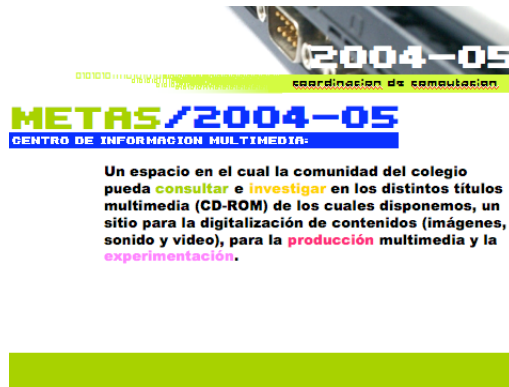 2004-05
coordinacion de computacion
METAS/2004-05
CENTRO DE INFORMACION MULTIMEDIA:
Un espacio en el cual la comunidad del colegio
pueda consultar e investigar en los distintos títulos
multimedia (CD-ROM) de los cuales disponemos, un
sitio para la digitalización de contenidos (imágenes,
sonido y video), para la producción multimedia y la
experimentación.